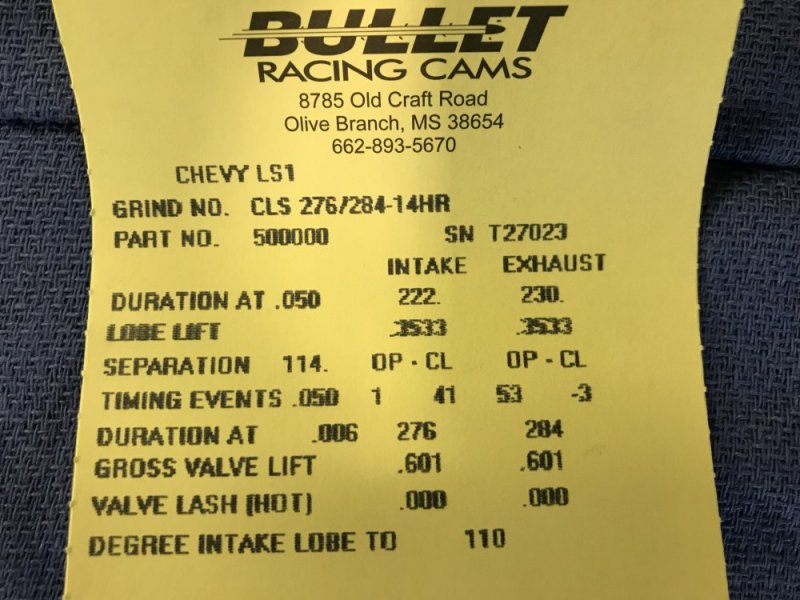 BULLET
RACING CAMS
8785 Old Craft Road
Olive Branch, MS 38654
662-893-5670
CHEVY LS1
GRIND NO. CLS 276/284-14HR
PART NO. 500000 SN T27023
INTAKE EXHAUST
DURATION AT .050 222. 230.
LOBE LIFT .3533 .3533
SEPARATION 114. OP - CL OP - CL
TIMING EVENTS .050 1 41 53 -3
DURATION AT .006 276 284
GROSS VALVE LIFT .601 .601
VALVE LASH (HOT) .000 .000
DEGREE INTAKE LOBE TO 110